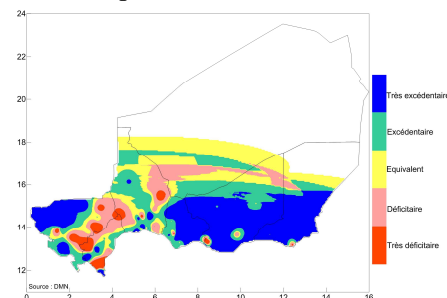 24
22
20
18
16
14
12
0 2 4 6 8 10 12 14 16
Très excédentaire
Excédentaire
Equivalent
Déficitaire
Très déficitaire
Source : DMN